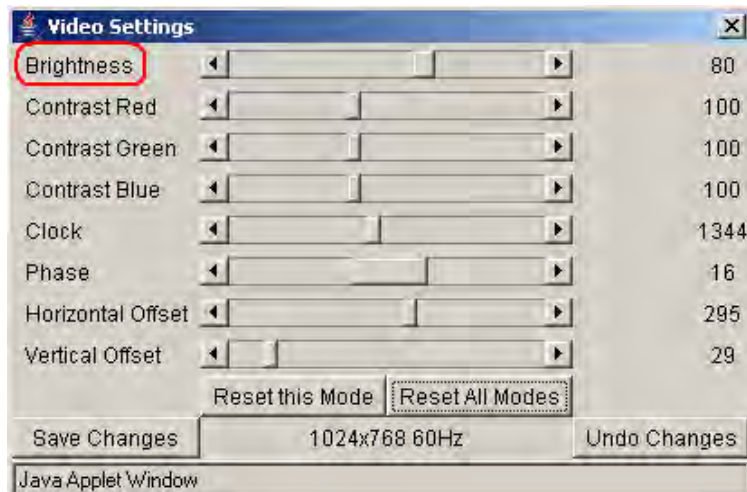 Video Settings
Brightness 80
Contrast Red 100
Contrast Green 100
Contrast Blue 100
Clock 1344
Phase 16
Horizontal Offset 295
Vertical Offset 29
Reset this Mode Reset All Modes
Save Changes 1024x768 60Hz Undo Changes
Java Applet Window